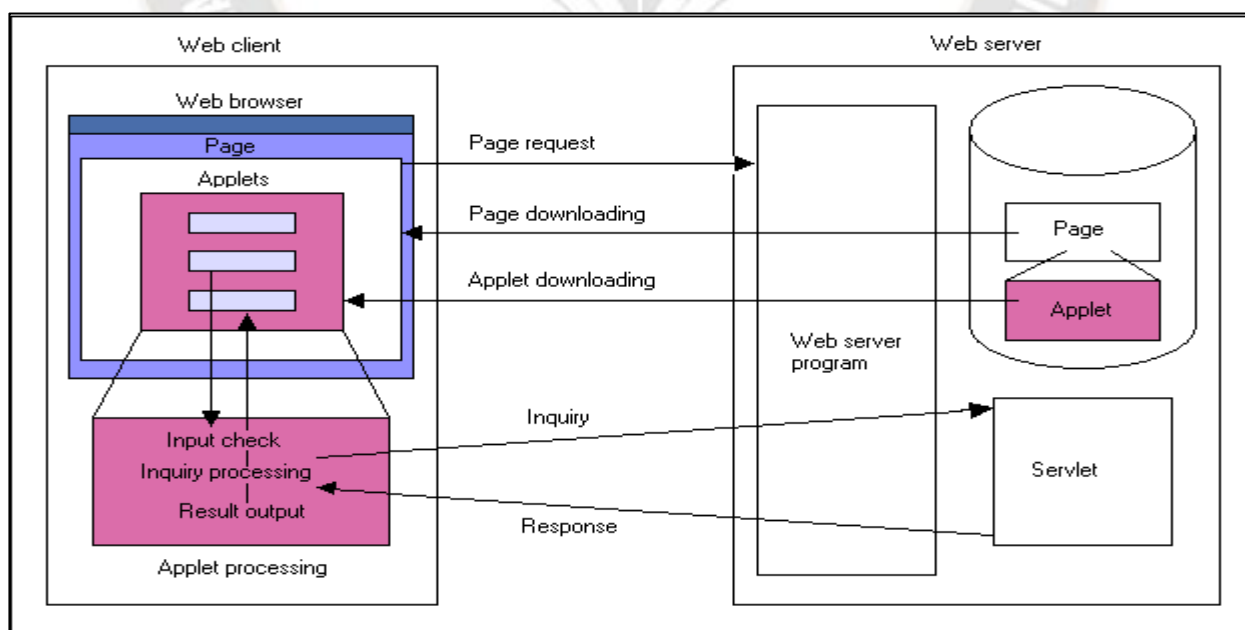 Web client
Web server
Web browser
Page
Applets
Page request
Page downloading
Page
Applet downloading
Applet
Web server
program
Inquiry
Input check
Inquiry processing
Result output
Servlet
Response
Applet processing